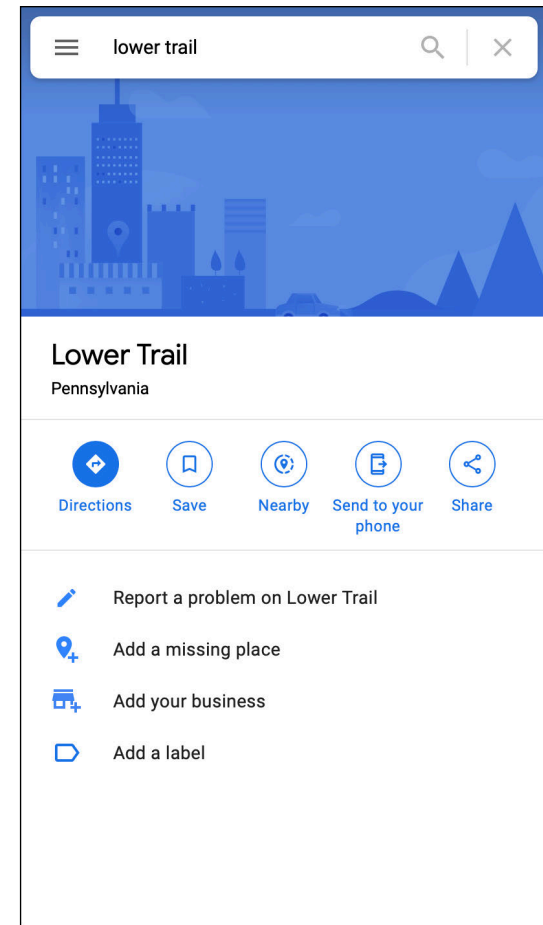 lower trail
Lower Trail
Pennsylvania
Directions
Save
Nearby
Send to your
phone
Share
Report a problem on Lower Trail
Add a missing place
Add your business
Add a label